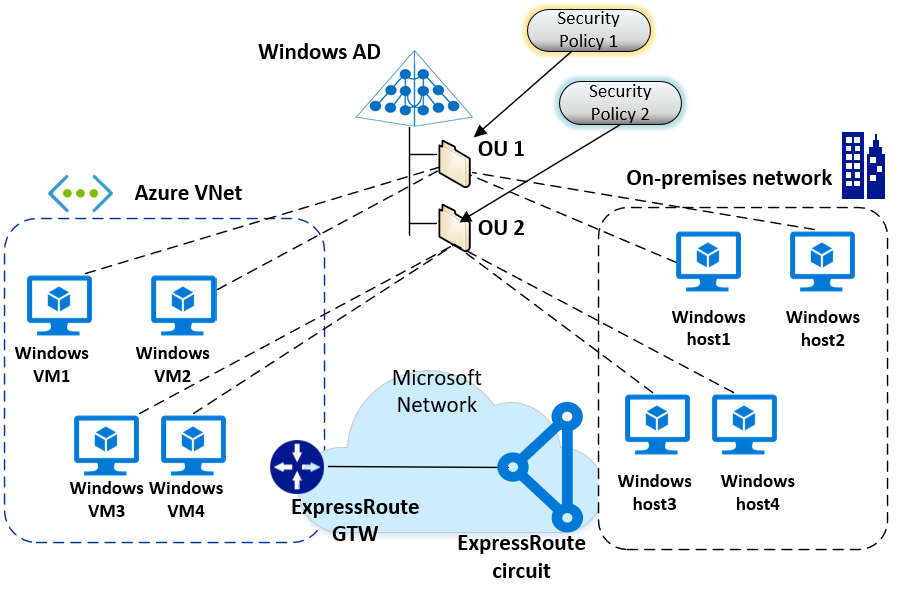 Security
Policy 1
Windows AD
Security
Policy 2
OU 1
On-premises network
Azure VNet
OU 2
Windows
host1
Windows
host2
Windows
VM1
Windows
VM2
Microsoft
Network
Windows
VM3
Windows
VM4
Windows
host3
Windows
host4
ExpressRoute
GTW
ExpressRoute
circuit